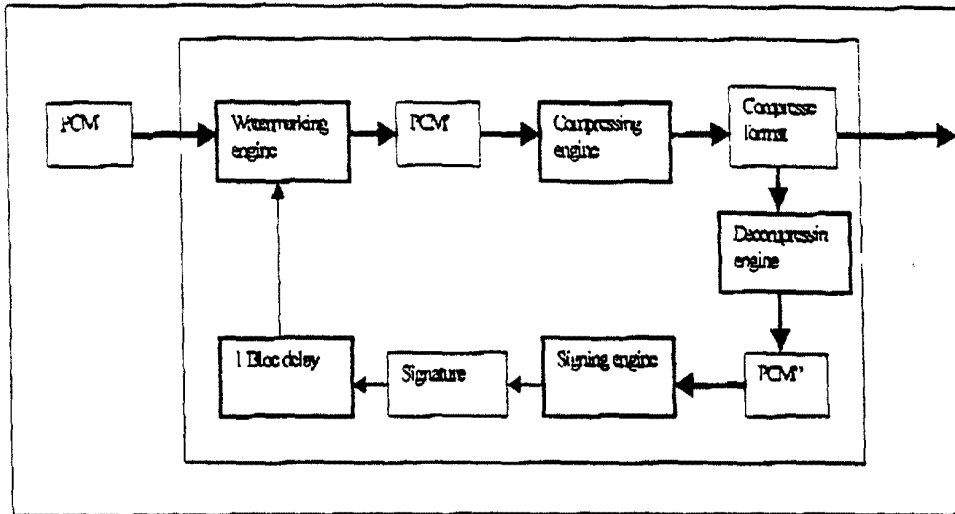 PCM
Watermarking
engine
PCM'
Compressing
engine
Compresse
format
Decompressin
engine
1 Bloc delay
Signature
Signing engine
PCM"